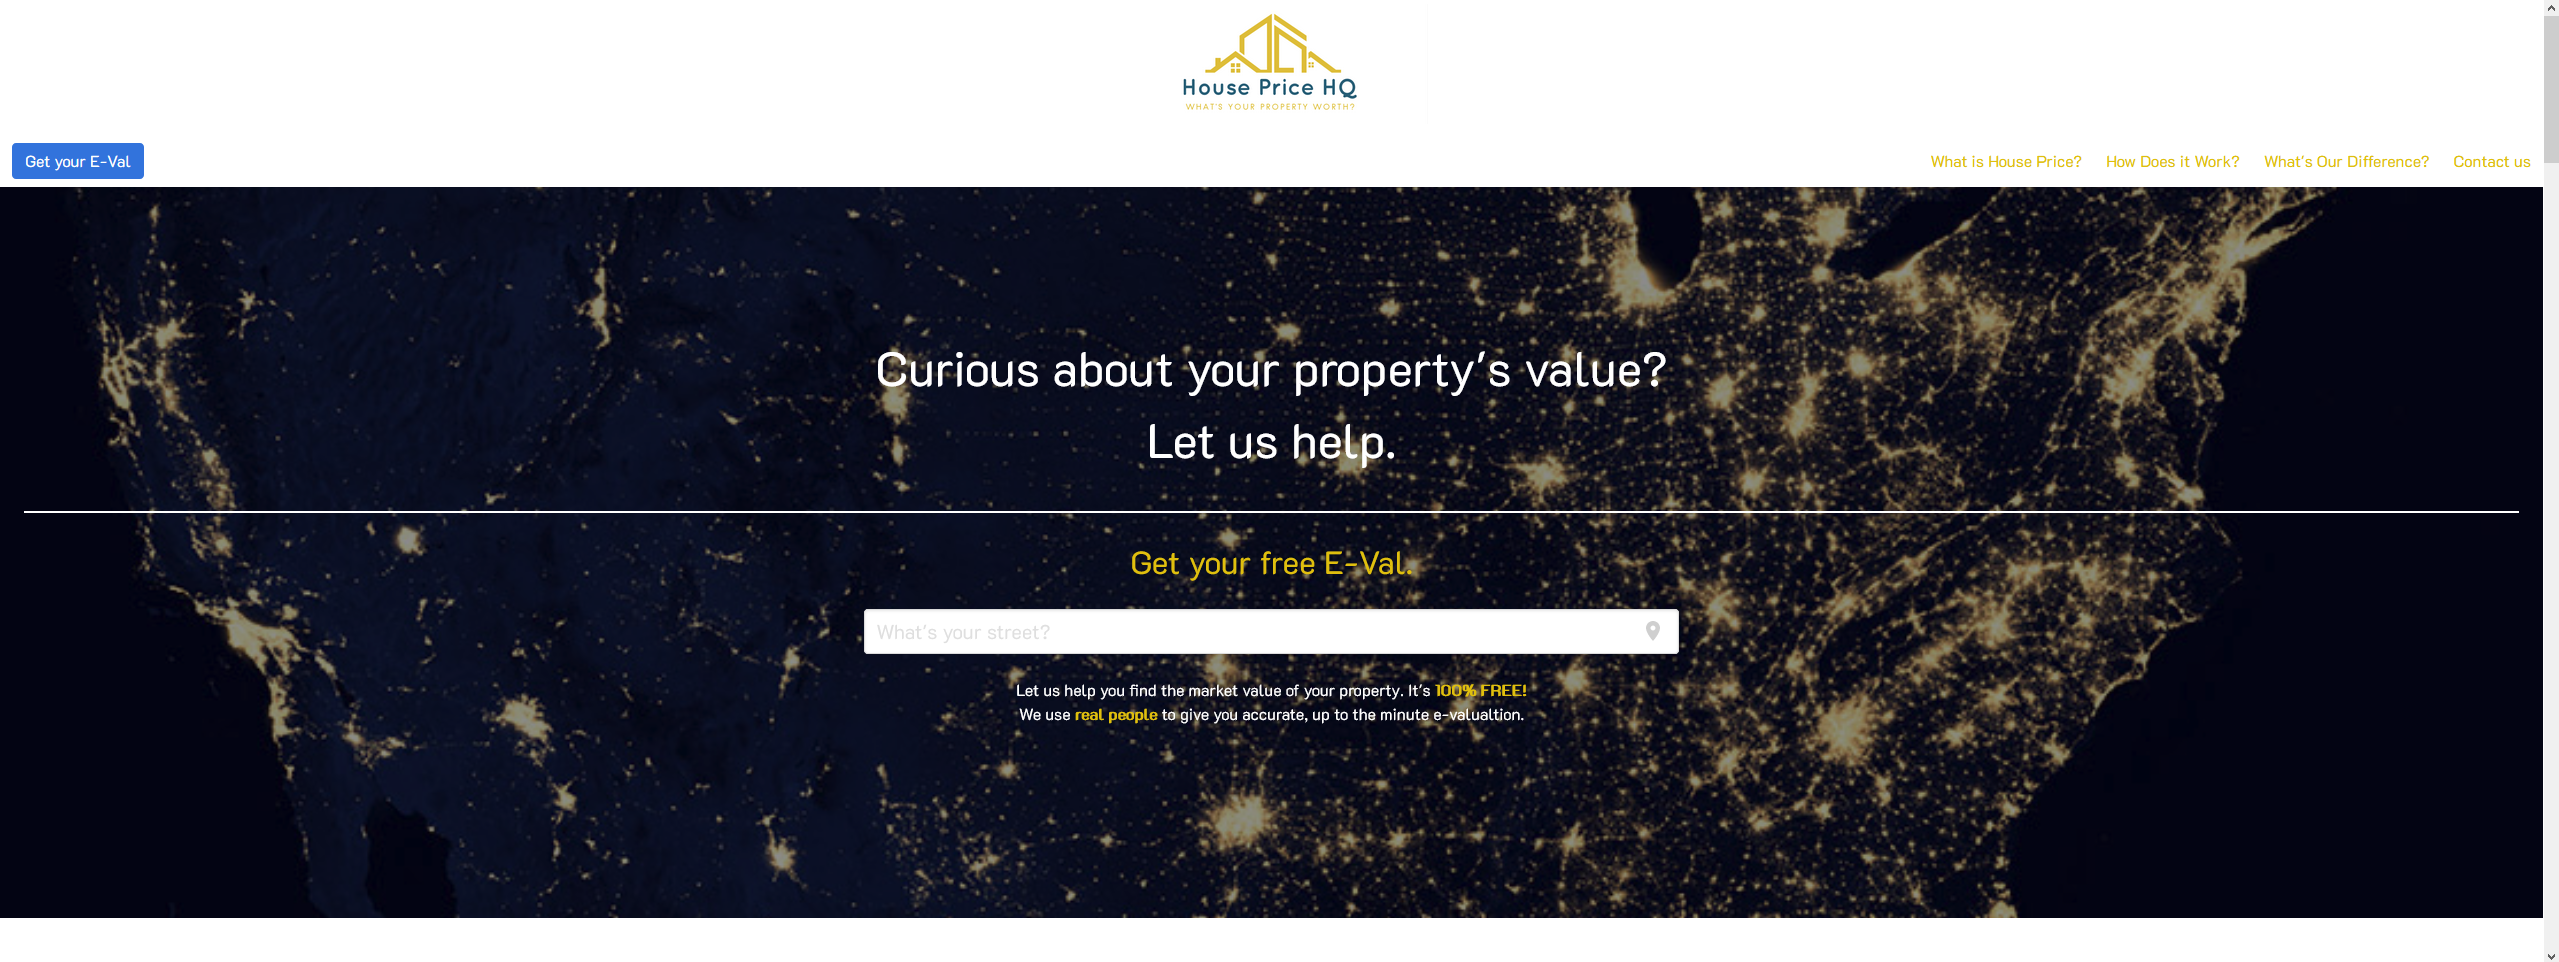 House Price HQ
WHAT'S YOUR PROPERTY WORTH?
Get your E-Val
What is House Price? How Does it Work? What's Our Difference? Contact us
Curious about your property's value?
Let us help.
Get your free E-Val.
What's your street?
Let us help you find the market value of your property. It's 100% FREE!
We use real people to give you accurate, up to the minute e-valualtion.